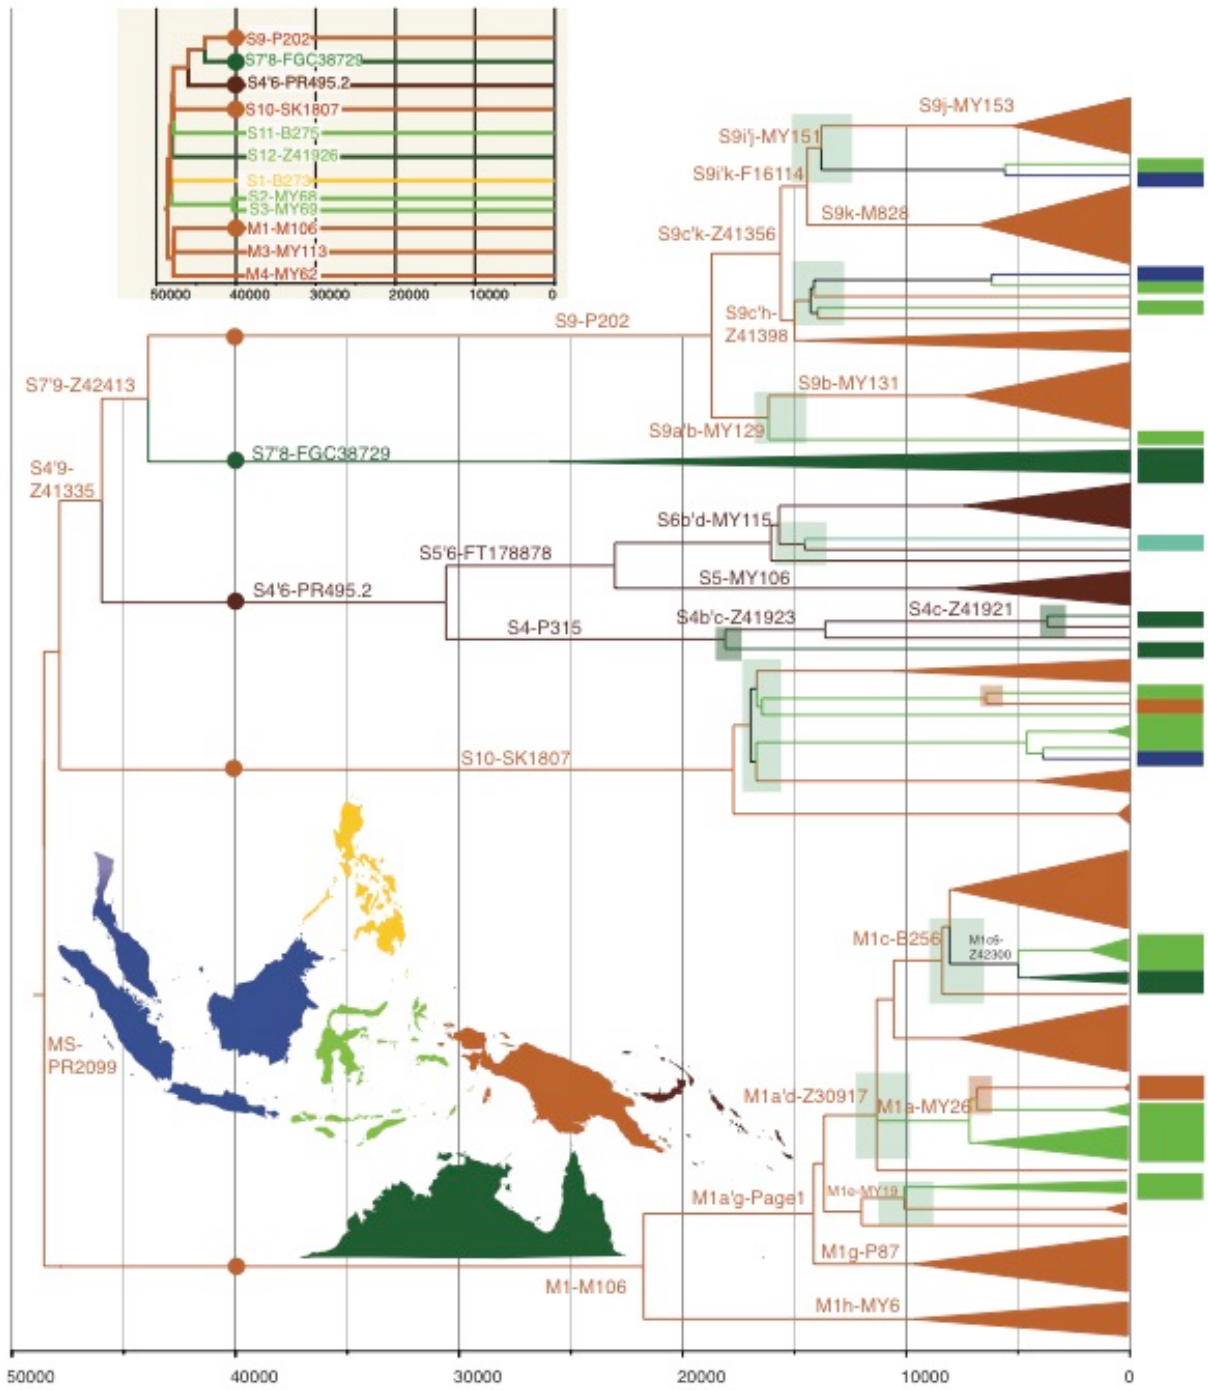 S9-P202
S7'8-FGC38729
S4'6-PR495.2
S10-SK1807
S11-B275
S12-Z41926
S1-B273
S2-MY68
S3-MY69
M1-M106
M3-MY113
M4-MY62
50000 40000 30000 20000 10000 0
S9j-MY153
S9i'j-MY151
S9i'k-F16114
S9k-M828
S9c'k-Z41356
S9c'h-
Z41398
S9-P202
S7'9-Z42413
S9b-MY131
S9a'b-MY129
S7'8-FGC38729
S4'9-
Z41335
S6b'd-MY115
S5'6-FT178878
S5-MY106
S4'6-PR495.2
S4c-Z41921
S4b'c-Z41923
S4-P315
S10-SK1807
M1c-B256
Z42300
MS-
PR2099
M1a'd-Z30917
M1a-MY26
M1e-MY19
M1a'g-Page1
M1g-P87
M1-M106
M1h-MY6
50000 40000 30000 20000 10000 0